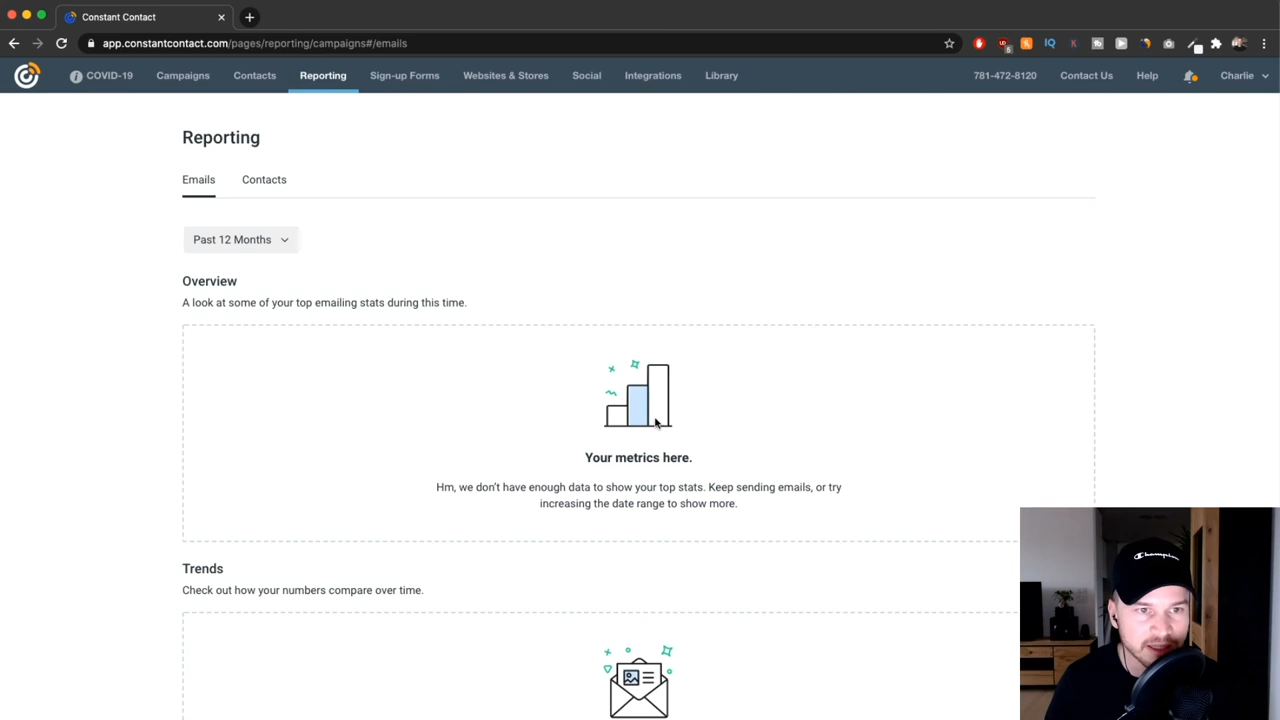 Constant Contact
app.constantcontact.com/pages/reporting/campaigns#/emails
COVID-19 Campaigns Contacts Reporting Sign-up Forms Websites & Stores Social Integrations Library 781-472-8120 Contact Us Help Charlie
Reporting
Emails Contacts
Past 12 Months
Overview
A look at some of your top emailing stats during this time.
Your metrics here.
Hm, we don't have enough data to show your top stats. Keep sending emails, or try
increasing the date range to show more.
Trends
Check out how your numbers compare over time.
Champion